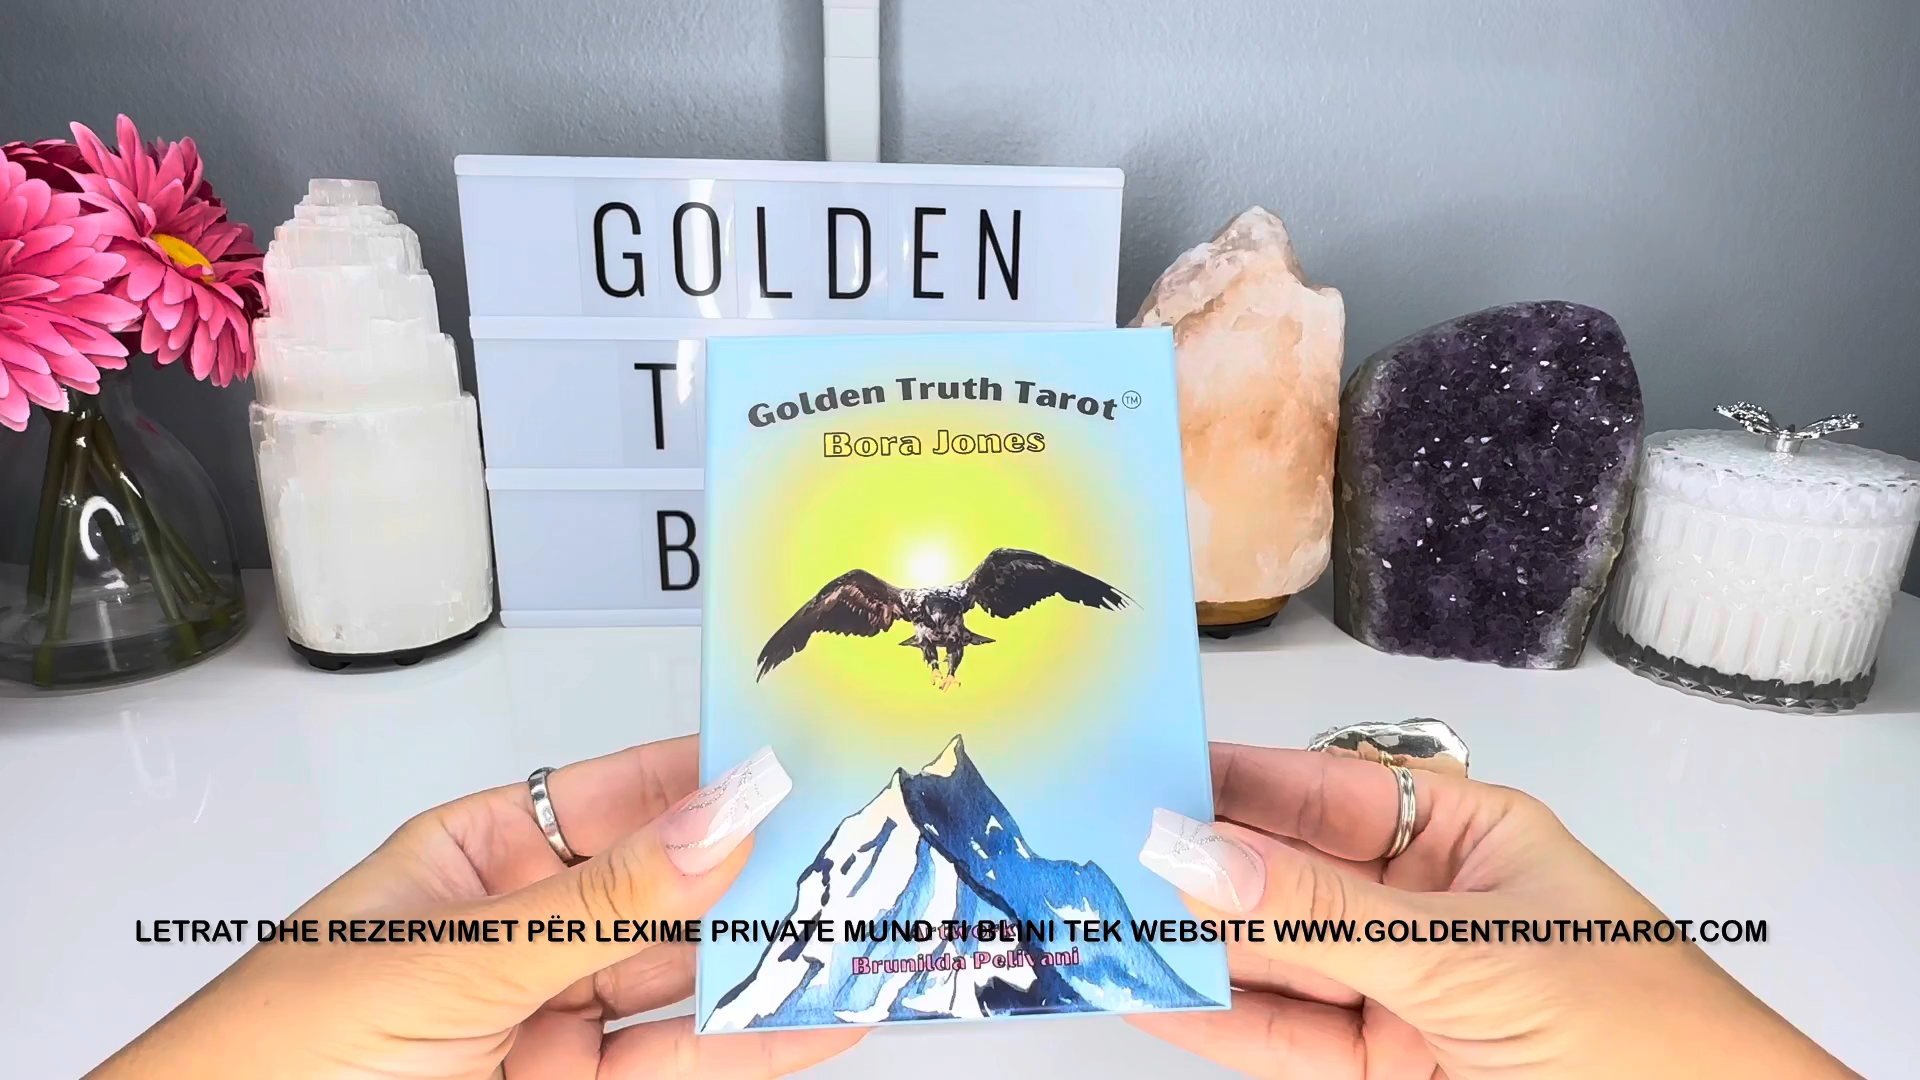 GOLDEN
T
B
Golden Truth Tarot™
Bora Jones
LETRAT DHE REZERVIMET PËR LEXIME PRIVATE MUND TI BLINI TEK WEBSITE WWW.GOLDENTRUTHTAROT.COM
Artwork
Brunilda Pelivani